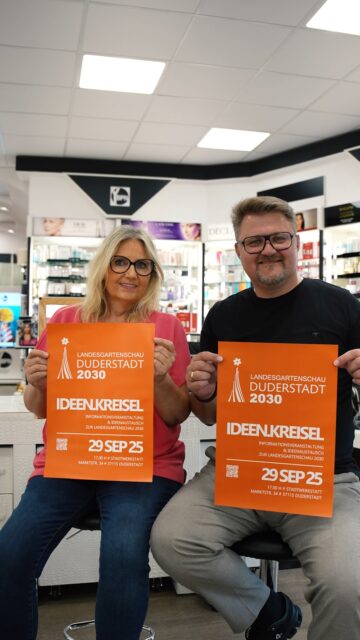 LANDESGARTENSCHAU
DUDERSTADT
2030
IDEEN.KREISEL
INFORMATIONSVERANSTALTUNG
& IDEENAUSTAUSCH
ZUR LANDESGARTENSCHAU 2030
29 SEP 25
17:30 H # STADTWERKSTATT
MARKTSTR. 34 # 37115 DUDERSTADT
LANDESGARTENSCHAU
DUDERSTADT
2030
IDEEN.KREISEL
INFORMATIONSVERANSTALTUNG
& IDEENAUSTAUSCH
ZUR LANDESGARTENSCHAU 2030
29 SEP 25
17:30 H # STADTWERKSTATT
MARKTSTR. 34 # 37115 DUDERSTADT